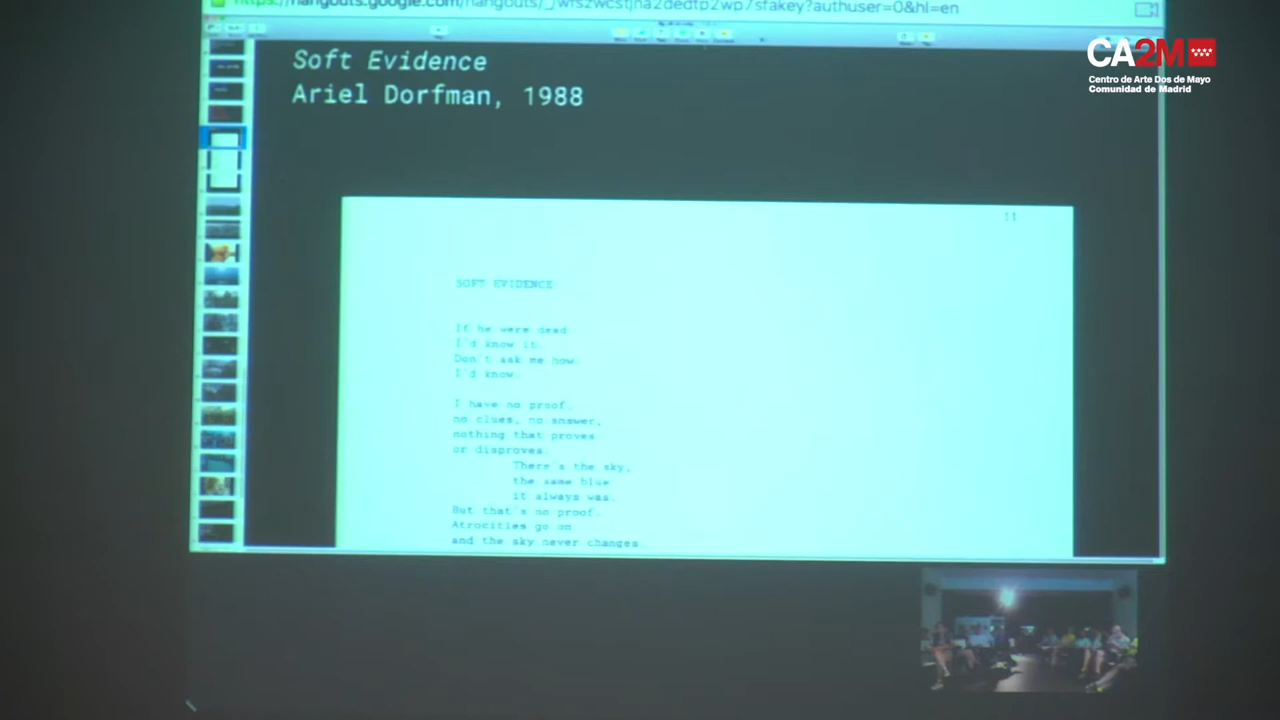 CA2M
Centro de Arte Dos de Mayo
Comunidad de Madrid
Soft Evidence
Ariel Dorfman, 1988
11
SOFT EVIDENCE
If he were dead
I'd know it.
Don't ask me how.
I'd know.
I have no proof,
no clues, no answer,
nothing that proves
or disproves.
There's the sky,
the same blue
it always was.
But that's no proof.
Atrocities go on
and the sky never changes.